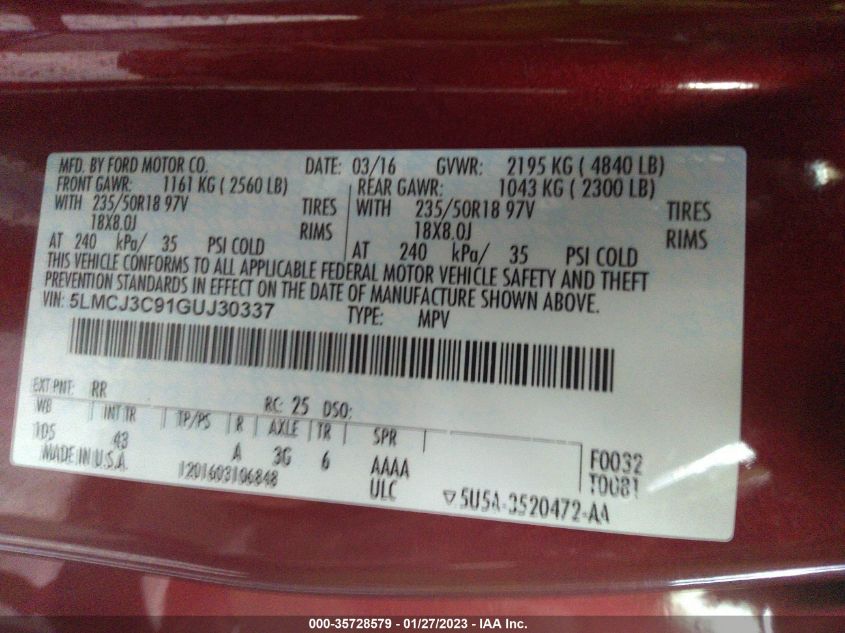 MFD. BY FORD MOTOR CO. DATE: 03/16 GVWR: 2195 KG ( 4840 LB)
FRONT GAWR: 1161 KG ( 2560 LB) REAR GAWR: 1043 KG ( 2300 LB)
WITH 235/50R18 97V TIRES WITH 235/50R18 97V TIRES
18X8.0J RIMS 18X8.0J RIMS
AT 240 kPa/ 35 PSI COLD AT 240 kPa/ 35 PSI COLD
THIS VEHICLE CONFORMS TO ALL APPLICABLE FEDERAL MOTOR VEHICLE SAFETY AND THEFT
PREVENTION STANDARDS IN EFFECT ON THE DATE OF MANUFACTURE SHOWN ABOVE.
VIN: 5LMCJ3C91GUJ30337 TYPE: MPV
EXT PNT: RR RC: 25 DSO:
WB INT TR TP/PS R AXLE TR SPR
105 43 A 3G 6 AAAA F0032
MADE IN U.S.A. 1201603106848 ULC T0081
5U5A-3520472-AA
000-35728579 - 01/27/2023 - IAA Inc.